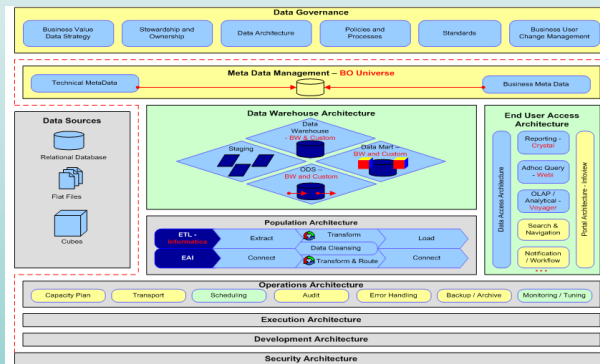 Data Governance
Business Value
Data Strategy
Stewardship and
Ownership
Data Architecture
Policies and
Processes
Standards
Business User
Change Management
Meta Data Management – BO Universe
Technical MetaData
Business Meta Data
Data Sources
Relational Database
Flat Files
Cubes
Data Warehouse Architecture
Data
Warehouse
- BW & Custom
Staging
Data Mart –
BW and Custom
ODS –
BW and Custom
End User Access
Architecture
Data Access Architecture
Reporting -
Crystal
Adhoc Query
- Webi
OLAP /
Analytical -
Voyager
Search &
Navigation
Notification
/ Workflow
Portal Architecture - Infoview
Population Architecture
ETL -
Informatica
Extract
Transform
Load
Data Cleansing
EAI
Connect
Transform & Route
Connect
Operations Architecture
Capacity Plan
Transport
Scheduling
Audit
Error Handling
Backup / Archive
Monitoring / Tuning
Execution Architecture
Development Architecture
Security Architecture